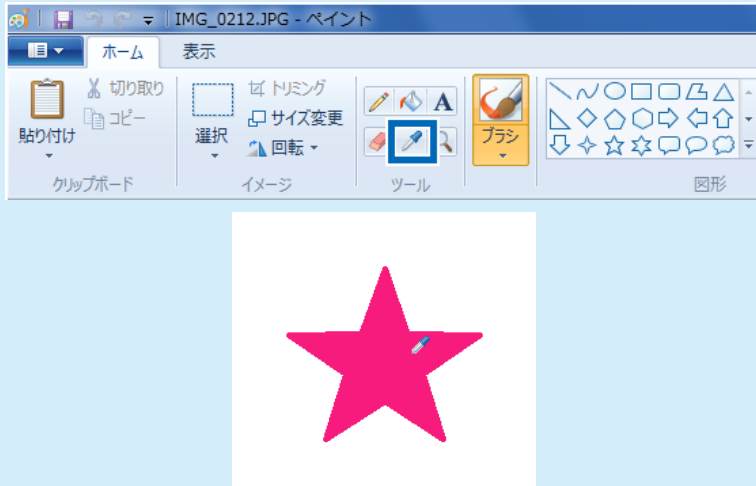 IMG_0212.JPG - ペイント
ホーム 表示
貼り付け
切り取り
コピー
クリップボード
選択
トリミング
サイズ変更
回転
イメージ
A
ツール
ブラシ
図形